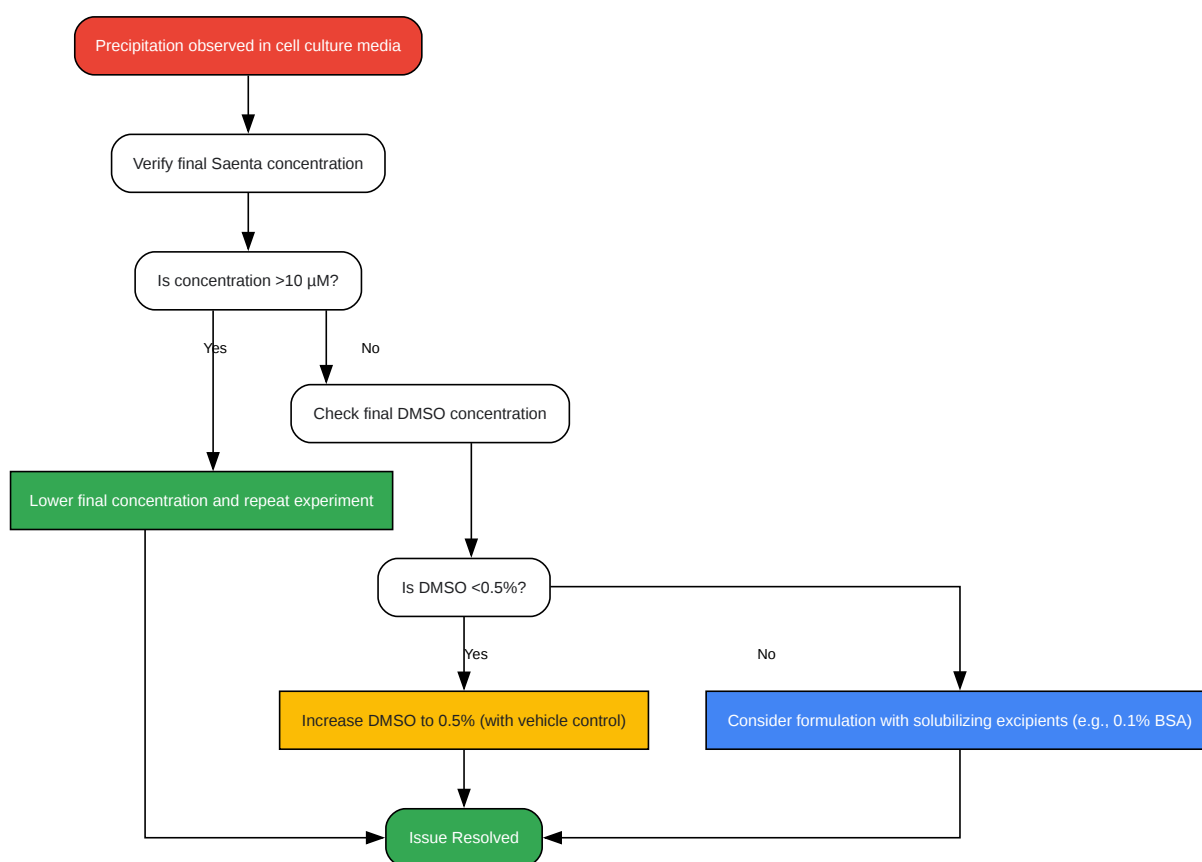 Precipitation observed in cell culture media
Verify final Saenta concentration
Is concentration >10 µM?
Yes
No
Check final DMSO concentration
Lower final concentration and repeat experiment
Is DMSO <0.5%?
Yes
No
Increase DMSO to 0.5% (with vehicle control)
Consider formulation with solubilizing excipients (e.g., 0.1% BSA)
Issue Resolved